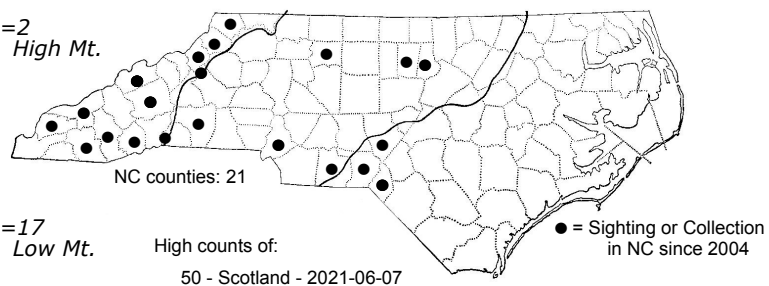 =2
High Mt.
NC counties: 21
=17
Low Mt.
High counts of:
50 - Scotland - 2021-06-07
● = Sighting or Collection
in NC since 2004